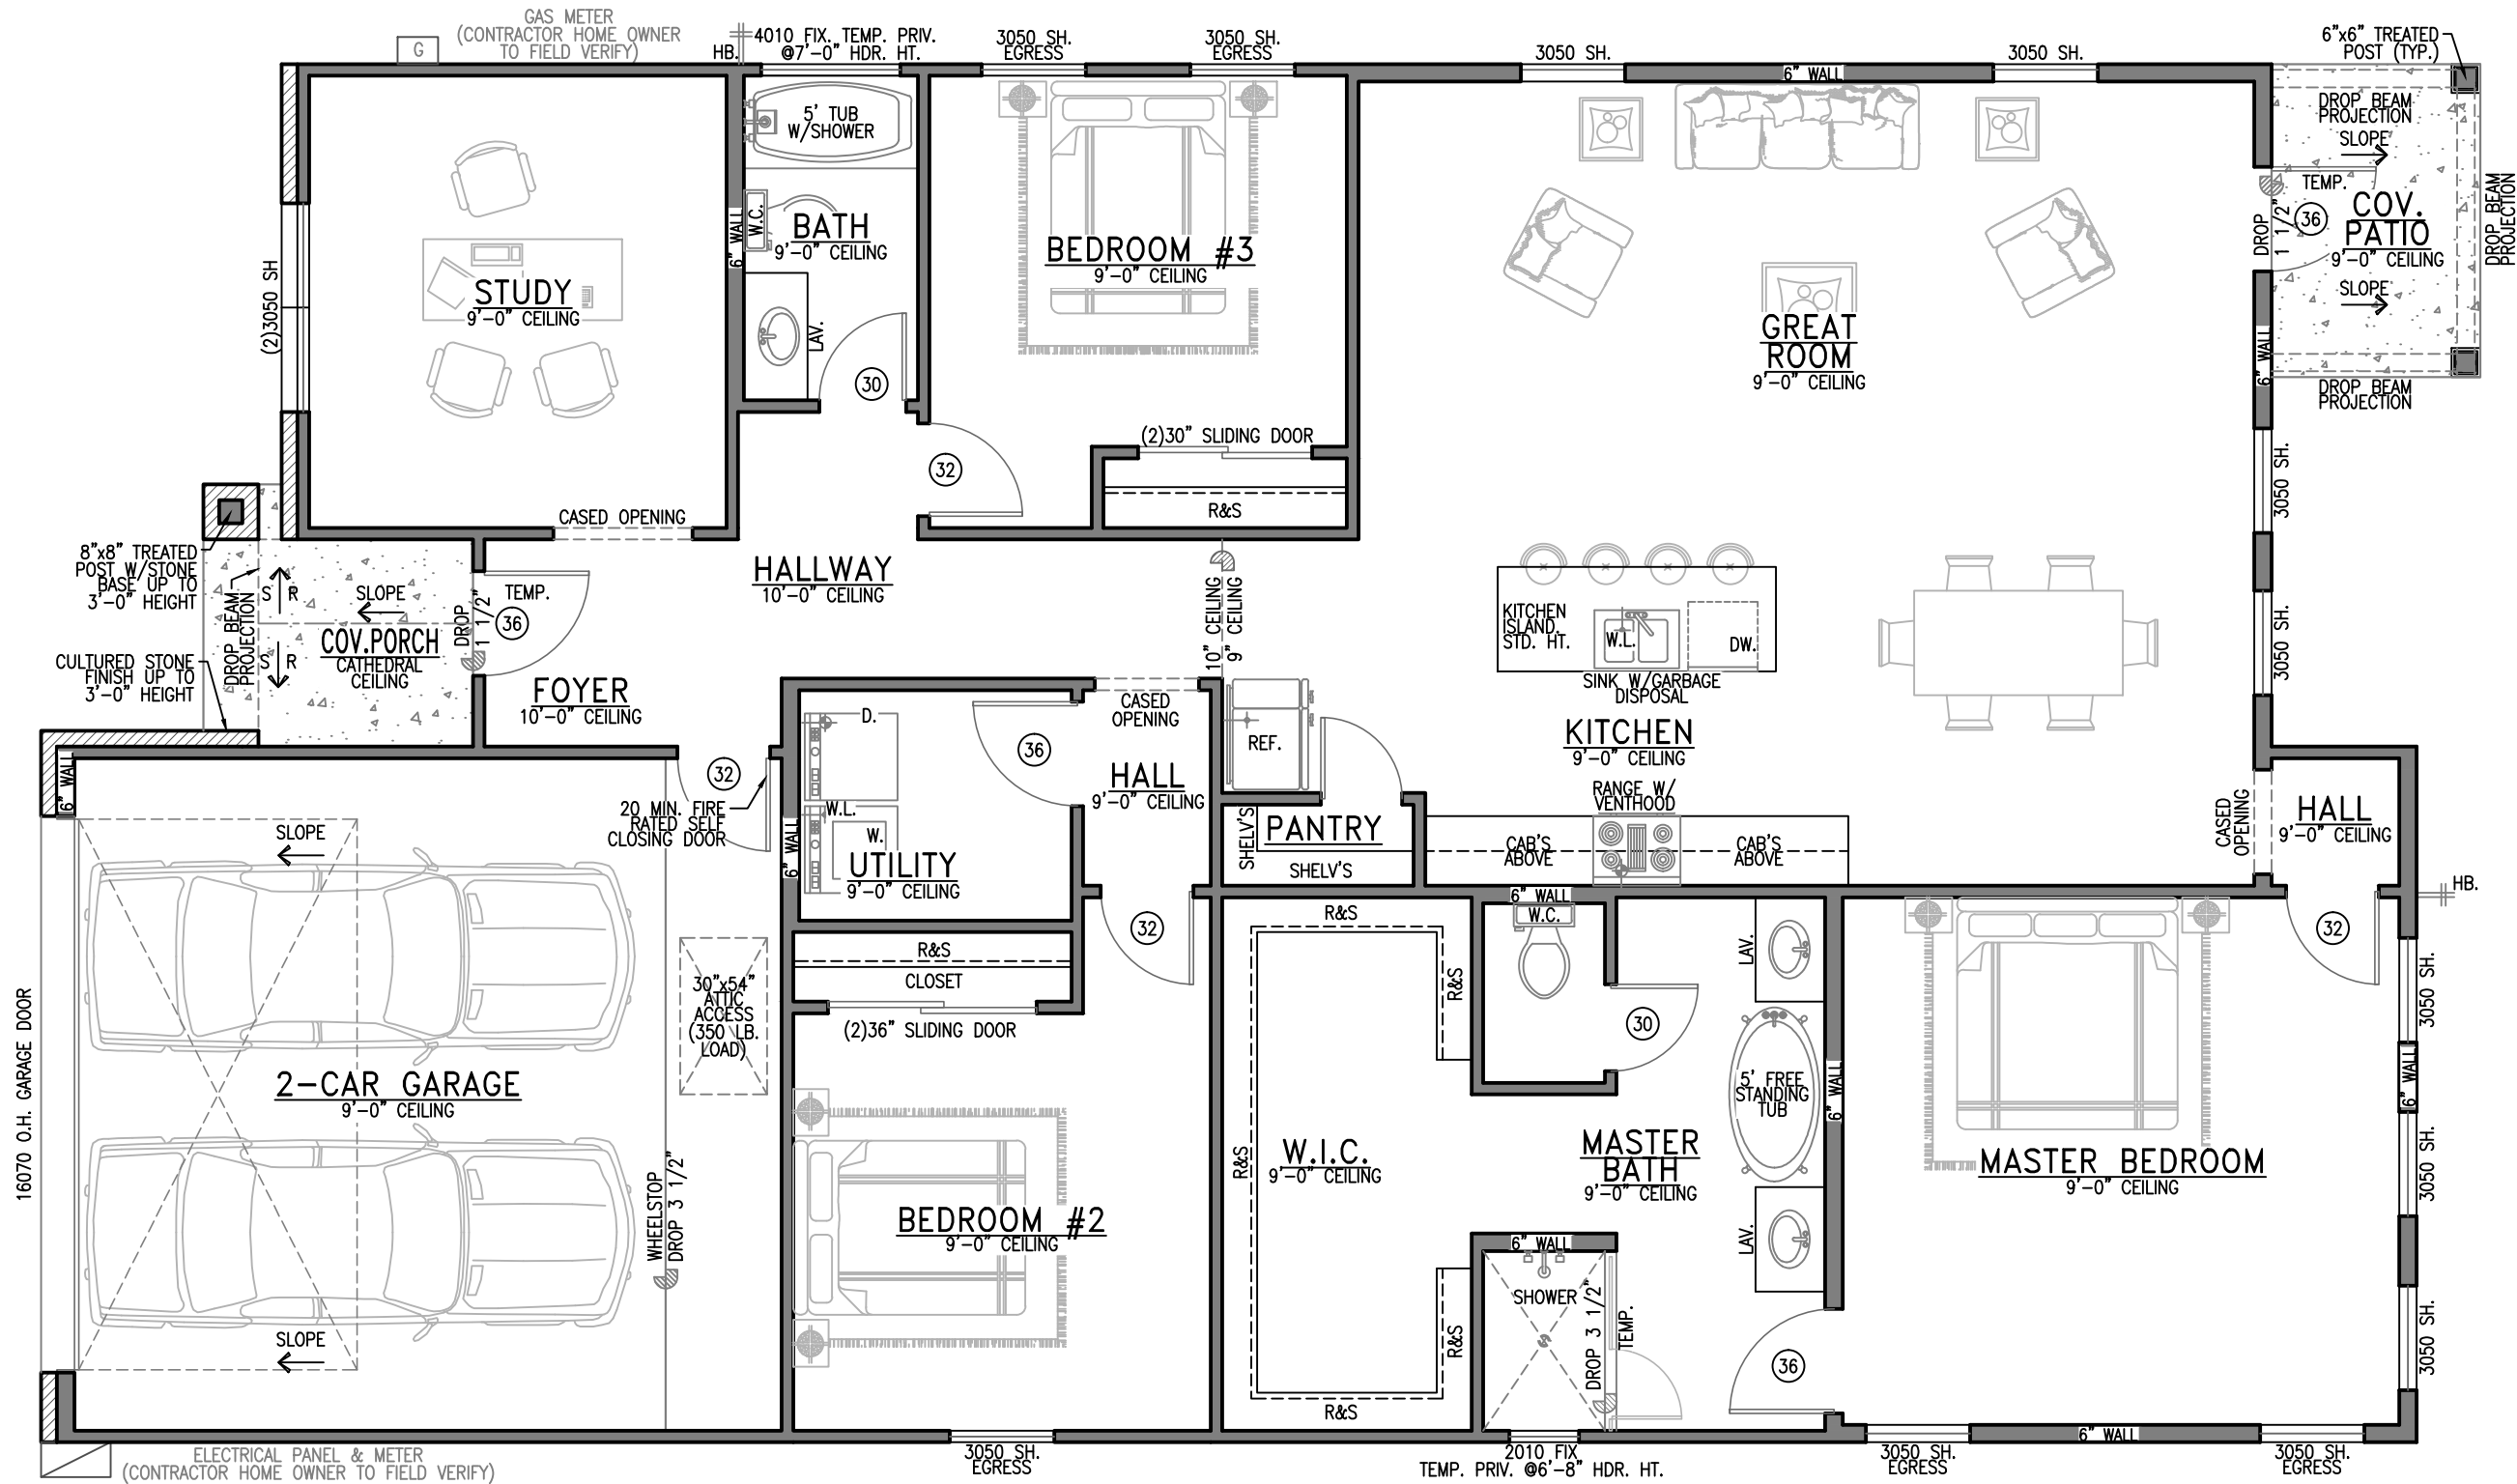 GAS METER
(CONTRACTOR HOME OWNER
TO FIELD VERIFY)
G
HB.
4010 FIX. TEMP. PRIV.
@7'-0" HDR. HT.
3050 SH.
EGRESS
3050 SH.
EGRESS
3050 SH.
6" WALL
3050 SH.
6"x6" TREATED
POST (TYP.)
5' TUB
W/SHOWER
W.C.
6" WALL
BATH
9'-0" CEILING
LAV.
30
STUDY
9'-0" CEILING
(2)3050 SH
CASED OPENING
BEDROOM #3
9'-0" CEILING
(2)30" SLIDING DOOR
R&S
32
GREAT
ROOM
9'-0" CEILING
DROP BEAM
PROJECTION
SLOPE
TEMP.
36
DROP
1 1/2"
COV.
PATIO
9'-0" CEILING
SLOPE
DROP BEAM
PROJECTION
DROP BEAM
PROJECTION
6" WALL
3050 SH.
3050 SH.
8"x8" TREATED
POST W/STONE
BASE UP TO
3'-0" HEIGHT
CULTURED STONE
FINISH UP TO
3'-0" HEIGHT
DROP BEAM
PROJECTION
S R
S R
SLOPE
COV.PORCH
CATHEDRAL
CEILING
DROP
1 1/2"
TEMP.
36
FOYER
10'-0" CEILING
HALLWAY
10'-0" CEILING
10" CEILING
9" CEILING
KITCHEN
ISLAND.
STD. HT.
W.L.
DW.
SINK W/GARBAGE
DISPOSAL
KITCHEN
9'-0" CEILING
RANGE W/
VENTHOOD
CAB'S
ABOVE
CAB'S
ABOVE
REF.
PANTRY
SHELV'S
SHELV'S
CASED
OPENING
HALL
9'-0" CEILING
36
D.
W.L.
W.
UTILITY
9'-0" CEILING
6" WALL
32
20 MIN. FIRE
RATED SELF
CLOSING DOOR
6" WALL
SLOPE
16070 O.H. GARAGE DOOR
2-CAR GARAGE
9'-0" CEILING
SLOPE
30"x54"
ATTIC
ACCESS
(350 LB.
LOAD)
WHEELSTOP
DROP 3 1/2"
R&S
CLOSET
(2)36" SLIDING DOOR
32
BEDROOM #2
9'-0" CEILING
3050 SH.
EGRESS
R&S
R&S
R&S
W.I.C.
9'-0" CEILING
R&S
R&S
6" WALL
W.C.
30
LAV.
5' FREE
STANDING
TUB
MASTER
BATH
9'-0" CEILING
LAV.
6" WALL
SHOWER
DROP 3 1/2"
TEMP.
36
2010 FIX
TEMP. PRIV. @6'-8" HDR. HT.
6" WALL
CASED
OPENING
HALL
9'-0" CEILING
HB.
32
MASTER BEDROOM
9'-0" CEILING
3050 SH.
6" WALL
3050 SH.
3050 SH.
3050 SH.
EGRESS
6" WALL
3050 SH.
EGRESS
ELECTRICAL PANEL & METER
(CONTRACTOR HOME OWNER TO FIELD VERIFY)